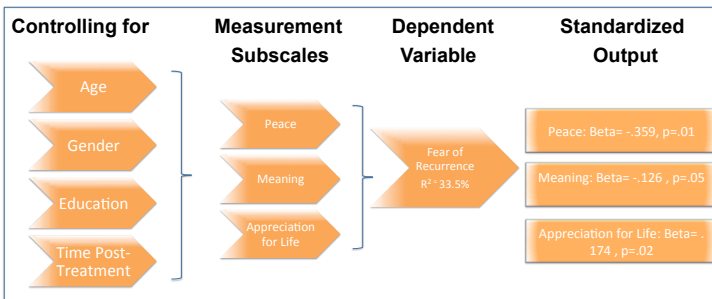 Controlling for
Measurement
Subscales
Dependent
Variable
Standardized
Output
Age
Gender
Education
Time Post-
Treatment
Peace
Meaning
Appreciation
for Life
Fear of
Recurrence
R² = 33.5%
Peace: Beta= -.359, p=.01
Meaning: Beta= -.126 , p=.05
Appreciation for Life: Beta= .
174 , p=.02